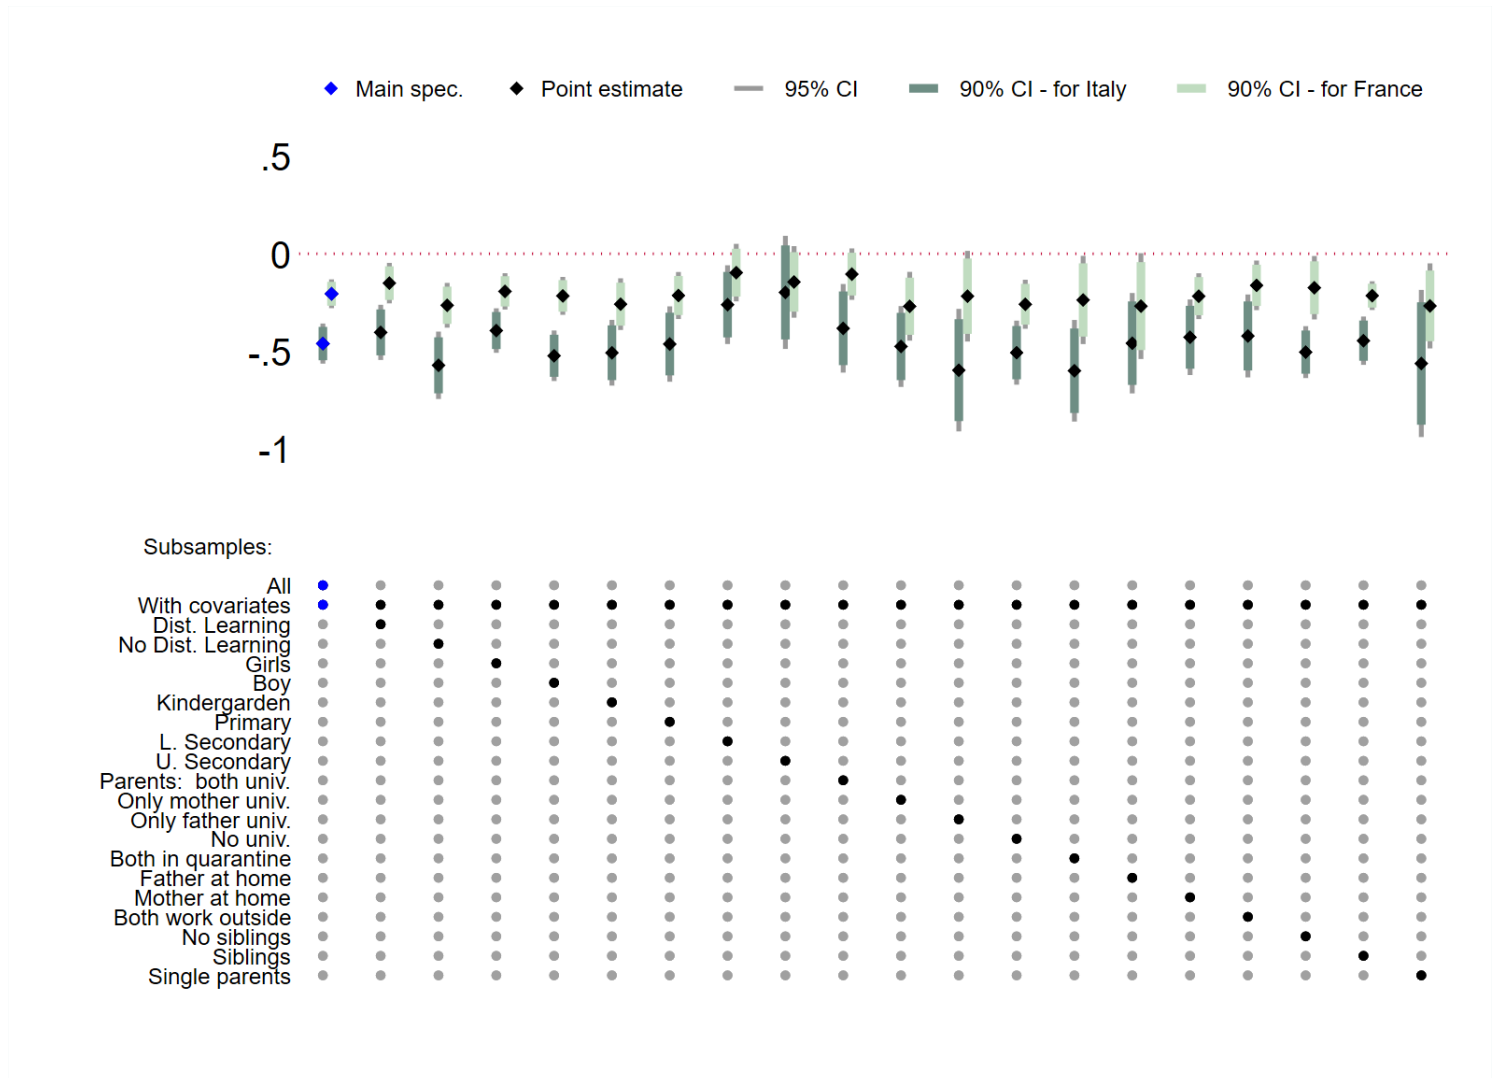 Main spec. Point estimate 95% CI 90% CI - for Italy 90% CI - for France
.5
0
-.5
-1
Subsamples:
All
With covariates
Dist. Learning
No Dist. Learning
Girls
Boy
Kindergarden
Primary
L. Secondary
U. Secondary
Parents:  both univ.
Only mother univ.
Only father univ.
No univ.
Both in quarantine
Father at home
Mother at home
Both work outside
No siblings
Siblings
Single parents